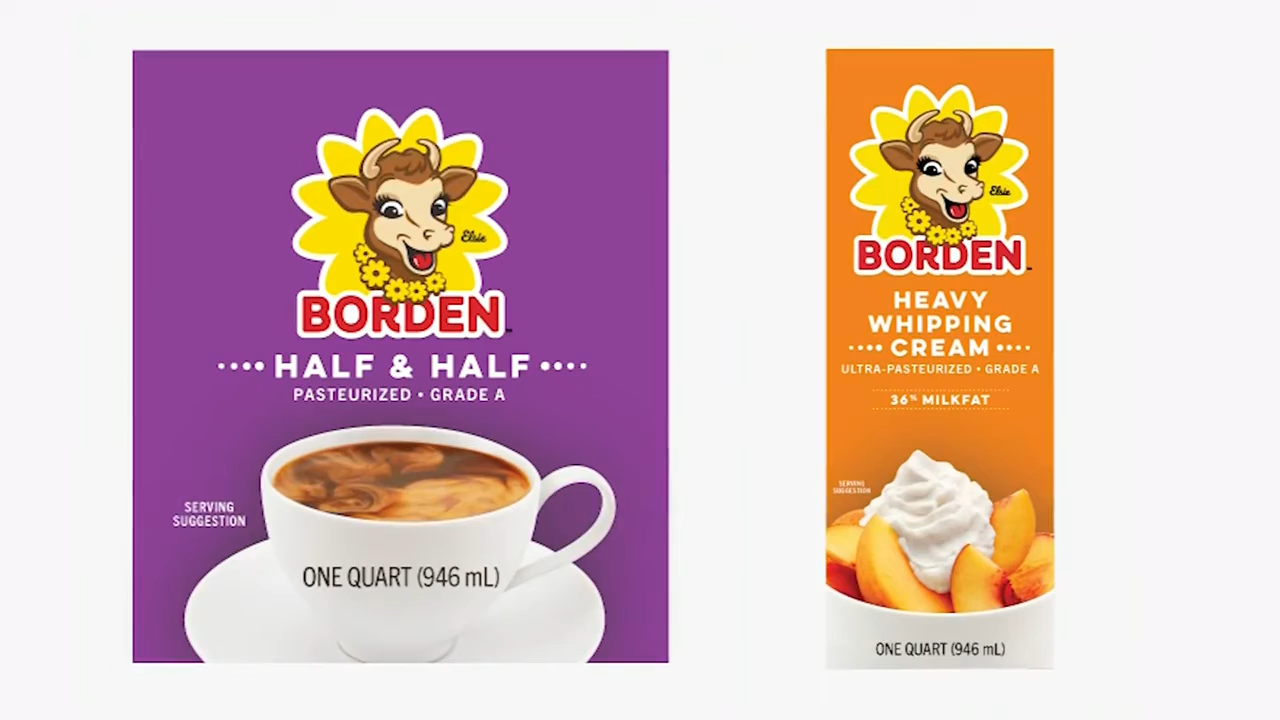 Elsie
BORDEN
•••• HALF & HALF ••••
PASTEURIZED • GRADE A
SERVING
SUGGESTION
ONE QUART (946 mL)
Elsie
BORDEN
HEAVY
WHIPPING
•••• CREAM ••••
ULTRA-PASTEURIZED • GRADE A
36% MILKFAT
SERVING
SUGGESTION
ONE QUART (946 mL)